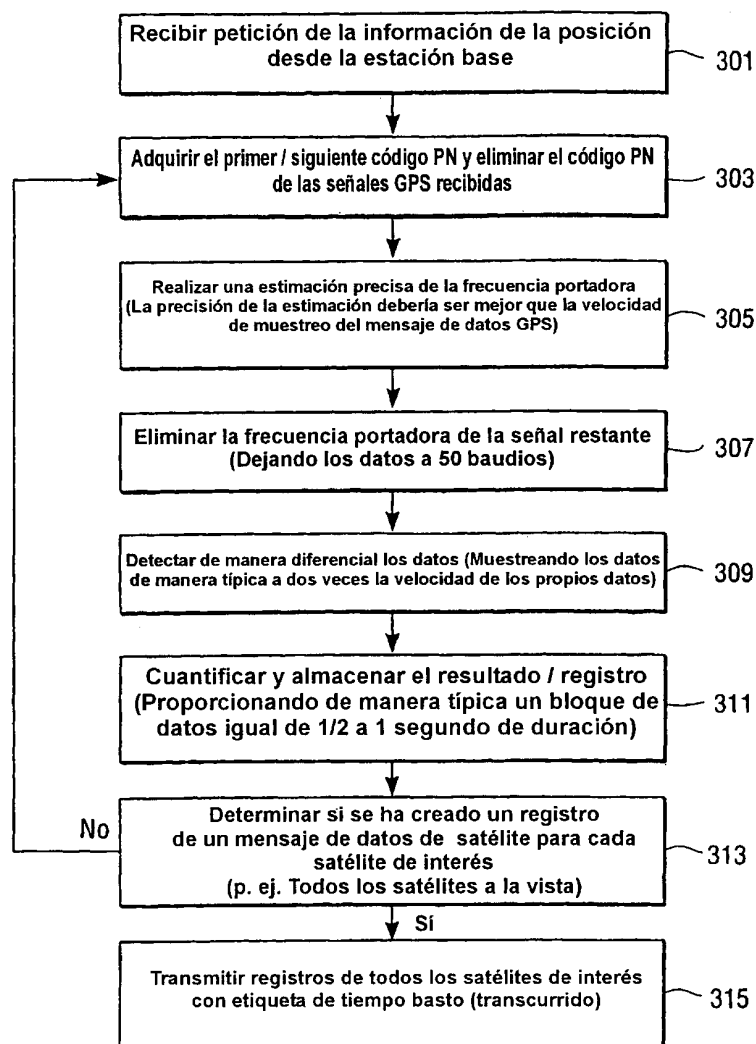 Recibir petición de la información de la posición
desde la estación base
301
Adquirir el primer / siguiente código PN y eliminar el código PN
de las señales GPS recibidas
303
Realizar una estimación precisa de la frecuencia portadora
(La precisión de la estimación debería ser mejor que la velocidad
de muestreo del mensaje de datos GPS)
305
Eliminar la frecuencia portadora de la señal restante
(Dejando los datos a 50 baudios)
307
Detectar de manera diferencial los datos (Muestreando los datos
de manera típica a dos veces la velocidad de los propios datos)
309
Cuantificar y almacenar el resultado / registro
(Proporcionando de manera típica un bloque de
datos igual de 1/2 a 1 segundo de duración)
311
No
Determinar si se ha creado un registro
de un mensaje de datos de satélite para cada
satélite de interés
(p. ej. Todos los satélites a la vista)
313
Sí
Transmitir registros de todos los satélites de interés
con etiqueta de tiempo basto (transcurrido)
315